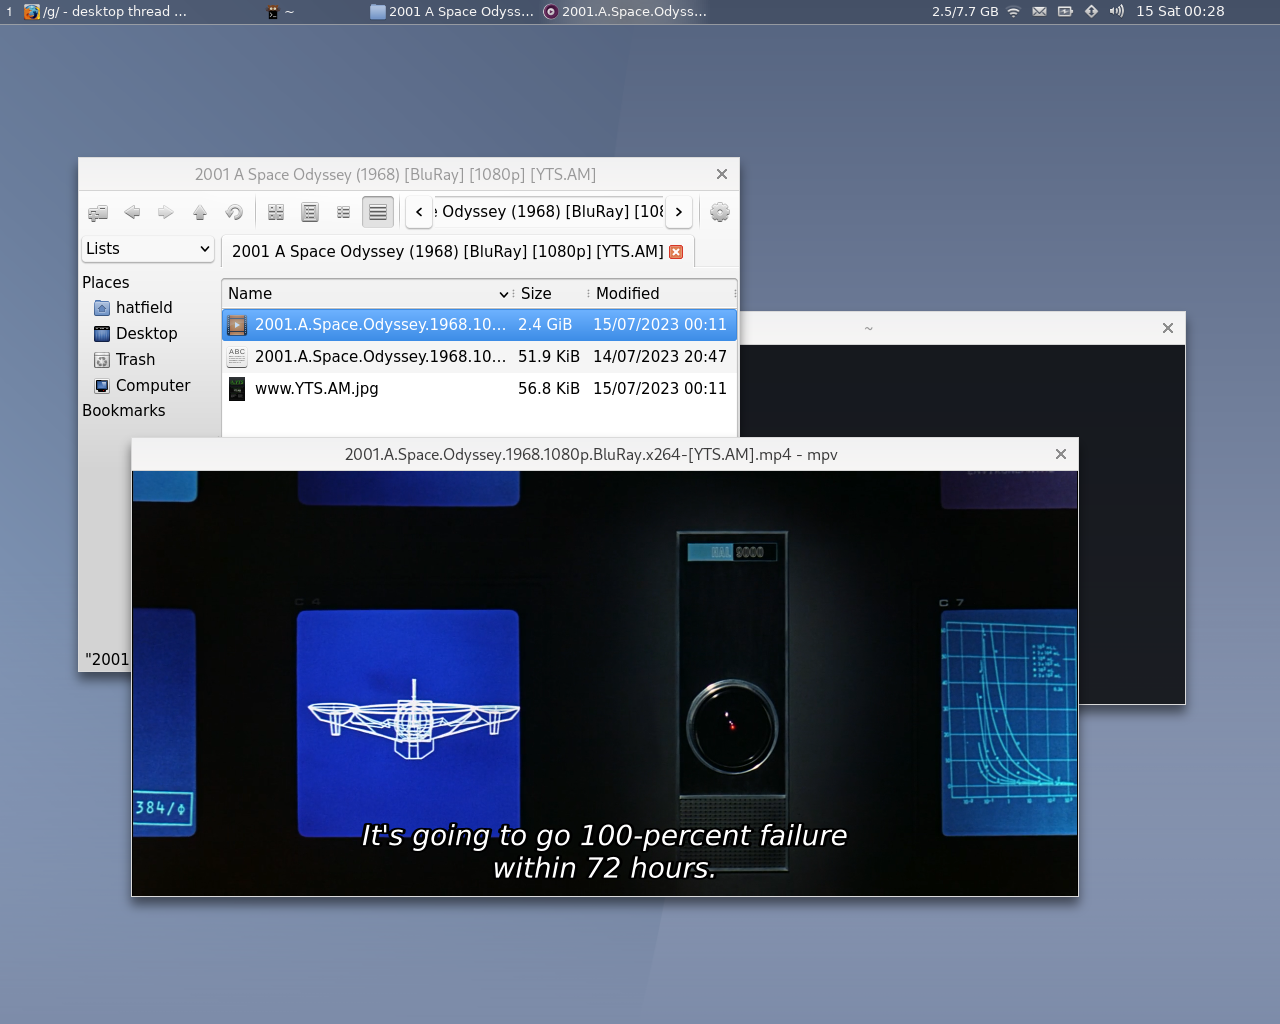 1 /g/ - desktop thread ... ~ 2001 A Space Odyss... 2001.A.Space.Odyss... 2.5/7.7 GB 15 Sat 00:28
2001 A Space Odyssey (1968) [BluRay] [1080p] [YTS.AM]
Odyssey (1968) [BluRay] [108
Lists
2001 A Space Odyssey (1968) [BluRay] [1080p] [YTS.AM]
Places
hatfield
Desktop
Trash
Computer
Bookmarks
Name Size Modified
2001.A.Space.Odyssey.1968.10... 2.4 GiB 15/07/2023 00:11
ABC
2001.A.Space.Odyssey.1968.10... 51.9 KiB 14/07/2023 20:47
www.YTS.AM.jpg 56.8 KiB 15/07/2023 00:11
"2001
~
2001.A.Space.Odyssey.1968.1080p.BluRay.x264-[YTS.AM].mp4 - mpv
HAL 9000
C 4
C 7
384/Φ
It's going to go 100-percent failure
within 72 hours.